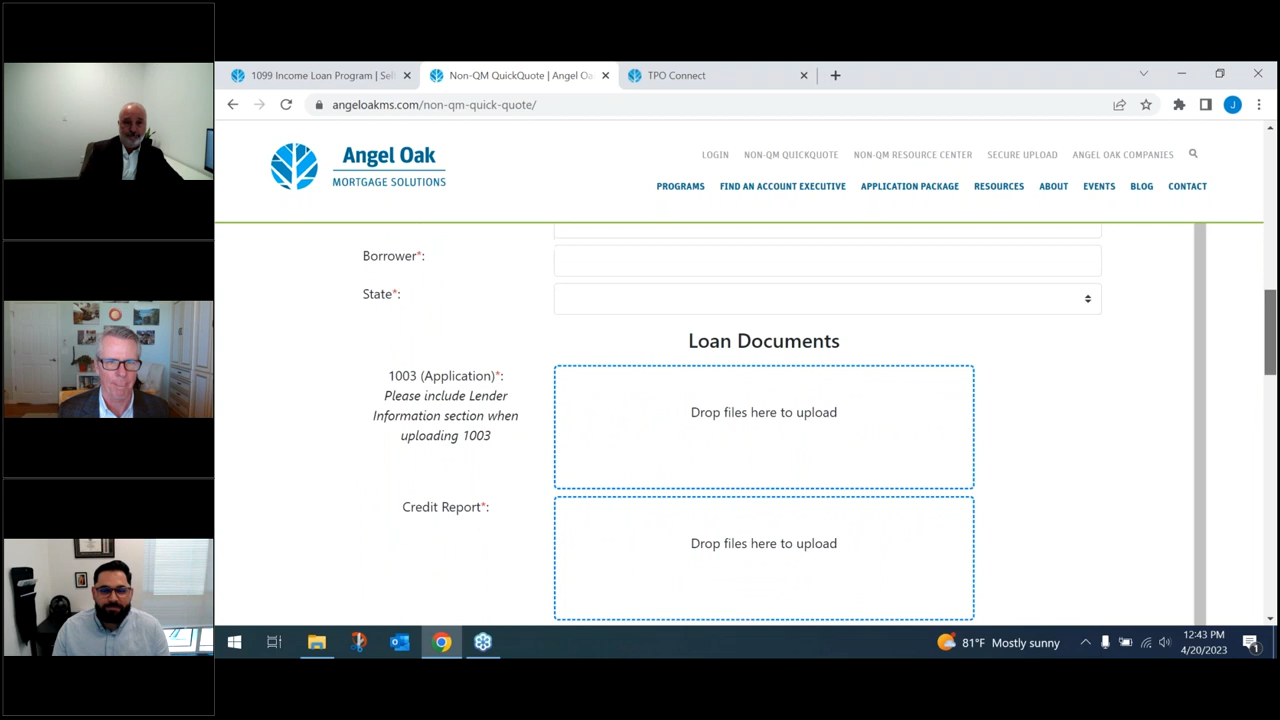 1099 Income Loan Program | Sell
Non-QM QuickQuote | Angel Oa
TPO Connect
angeloakms.com/non-qm-quick-quote/
J
Angel Oak
MORTGAGE SOLUTIONS
LOGIN NON-QM QUICKQUOTE NON-QM RESOURCE CENTER SECURE UPLOAD ANGEL OAK COMPANIES
PROGRAMS FIND AN ACCOUNT EXECUTIVE APPLICATION PACKAGE RESOURCES ABOUT EVENTS BLOG CONTACT
Borrower*:
State*:
Loan Documents
1003 (Application)*:
Please include Lender
Information section when
uploading 1003
Drop files here to upload
Credit Report*:
Drop files here to upload
81°F Mostly sunny
12:43 PM
4/20/2023
1